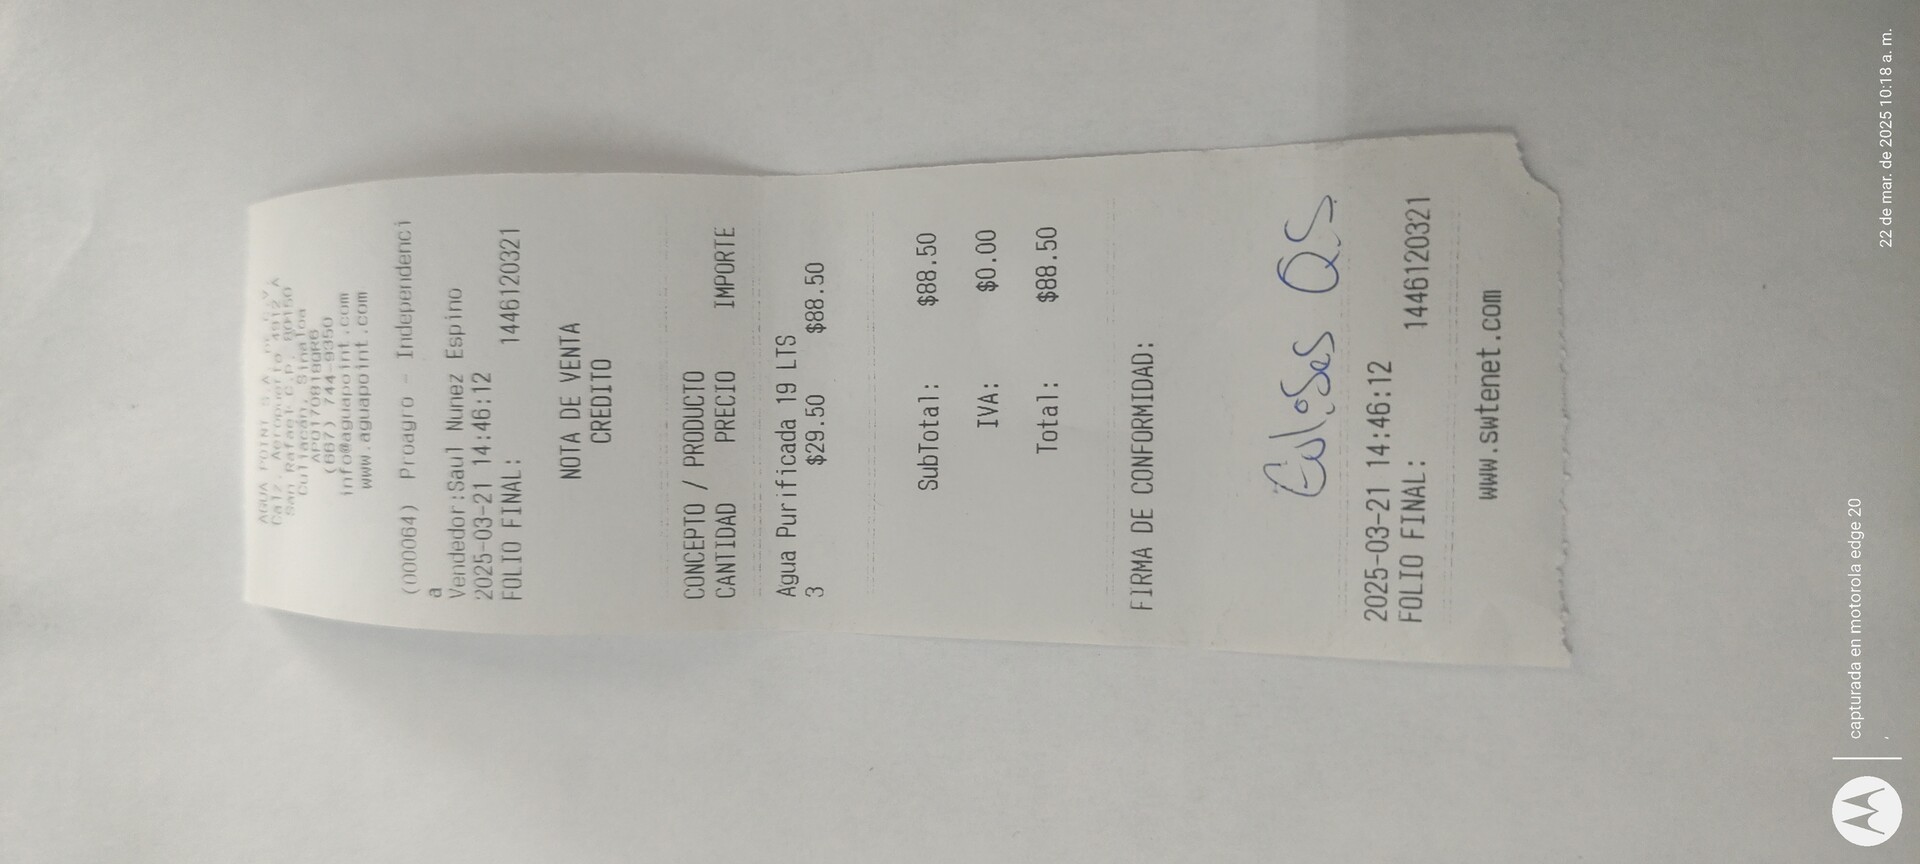 AGUA POINT S.A. DE C.V.
Calz. Aeropuerto 4912 A
San Rafael C.P. 80150
Culiacán, Sinaloa
(667) 744-9350
info@aguapoint.com
www.aguapoint.com
(000064) Proagro - Independenci
a
Vendedor:Saul Nunez Espino
2025-03-21 14:46:12
FOLIO FINAL: 1446120321
NOTA DE VENTA
CREDITO
CONCEPTO / PRODUCTO
CANTIDAD PRECIO IMPORTE
Agua Purificada 19 LTS
3 $29.50 $88.50
SubTotal: $88.50
IVA: $0.00
Total: $88.50
FIRMA DE CONFORMIDAD:
2025-03-21 14:46:12
FOLIO FINAL: 1446120321
www.swtenet.com
capturada en motorola edge 20
22 de mar. de 2025 10:18 a. m.